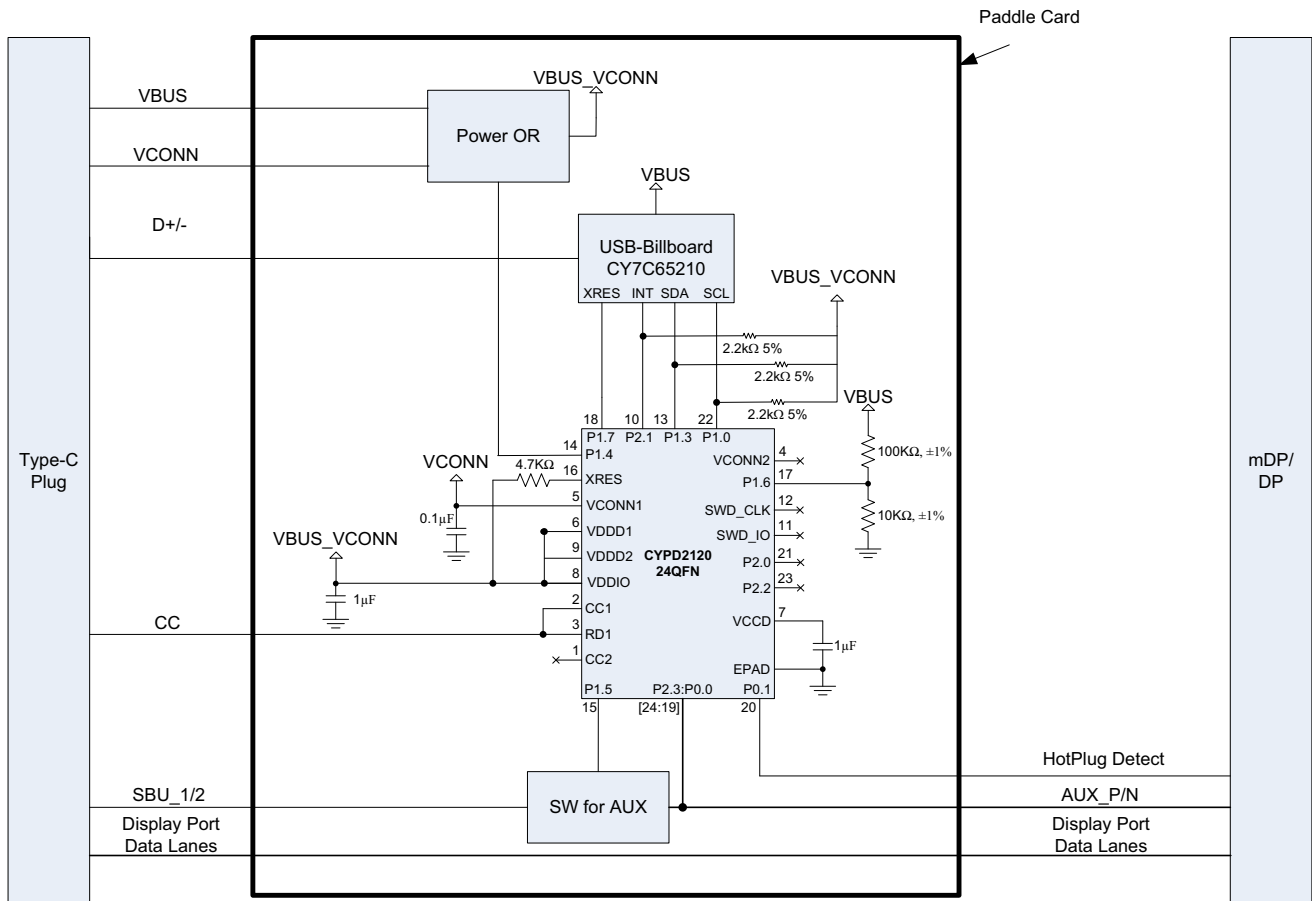 Paddle Card
VBUS
VBUS_VCONN
Power OR
VCONN
VBUS
D+/-
USB-Billboard
CY7C65210
XRES INT SDA SCL
VBUS_VCONN
2.2kΩ 5%
2.2kΩ 5%
2.2kΩ 5%
VBUS
18 10 13 22
P1.7 P2.1 P1.3 P1.0
14
P1.4
4
VCONN2
100KΩ, ±1%
Type-C
Plug
mDP/
DP
VCONN
4.7KΩ
16
XRES
17
P1.6
5
VCONN1
12
SWD_CLK
10KΩ, ±1%
0.1µF
6
VDDD1
11
SWD_IO
VBUS_VCONN
9
VDDD2
CYPD2120
24QFN
21
P2.0
8
VDDIO
23
P2.2
1µF
2
CC1
7
VCCD
CC
3
RD1
1µF
1
CC2
EPAD
P1.5 P2.3:P0.0 P0.1
15 [24:19] 20
HotPlug Detect
SBU_1/2
SW for AUX
AUX_P/N
Display Port
Data Lanes
Display Port
Data Lanes